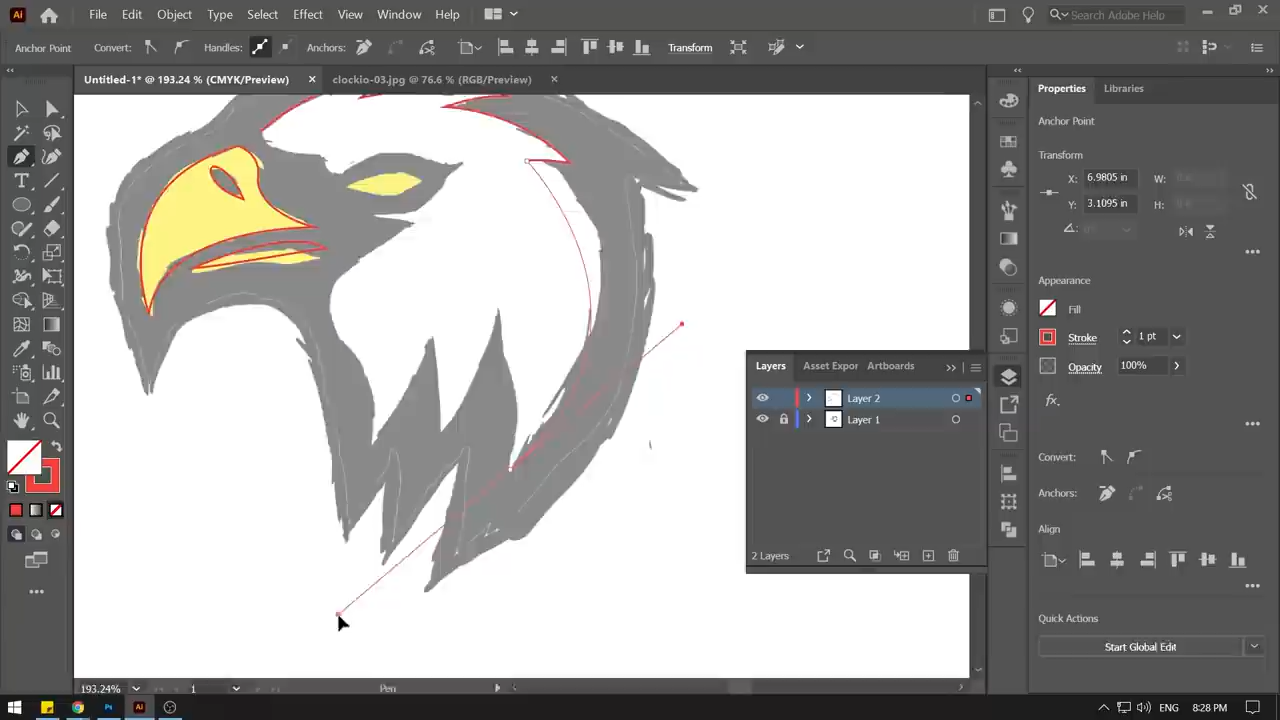 Ai File Edit Object Type Select Effect View Window Help Search Adobe Help
Anchor Point Convert: Handles: Anchors: Transform
Untitled-1* @ 193.24 % (CMYK/Preview) × clockio-03.jpg @ 76.6 % (RGB/Preview) ×
Properties Libraries
Anchor Point
Transform
X: 6.9805 in W:
Y: 3.1095 in H:
Appearance
Fill
Stroke 1 pt
Opacity 100%
fx.
Convert:
Anchors:
Align
Quick Actions
Start Global Edit
Layers Asset Expor Artboards
Layer 2
Layer 1
2 Layers
193.24% 1 Pen
Ps Ai ENG 8:28 PM